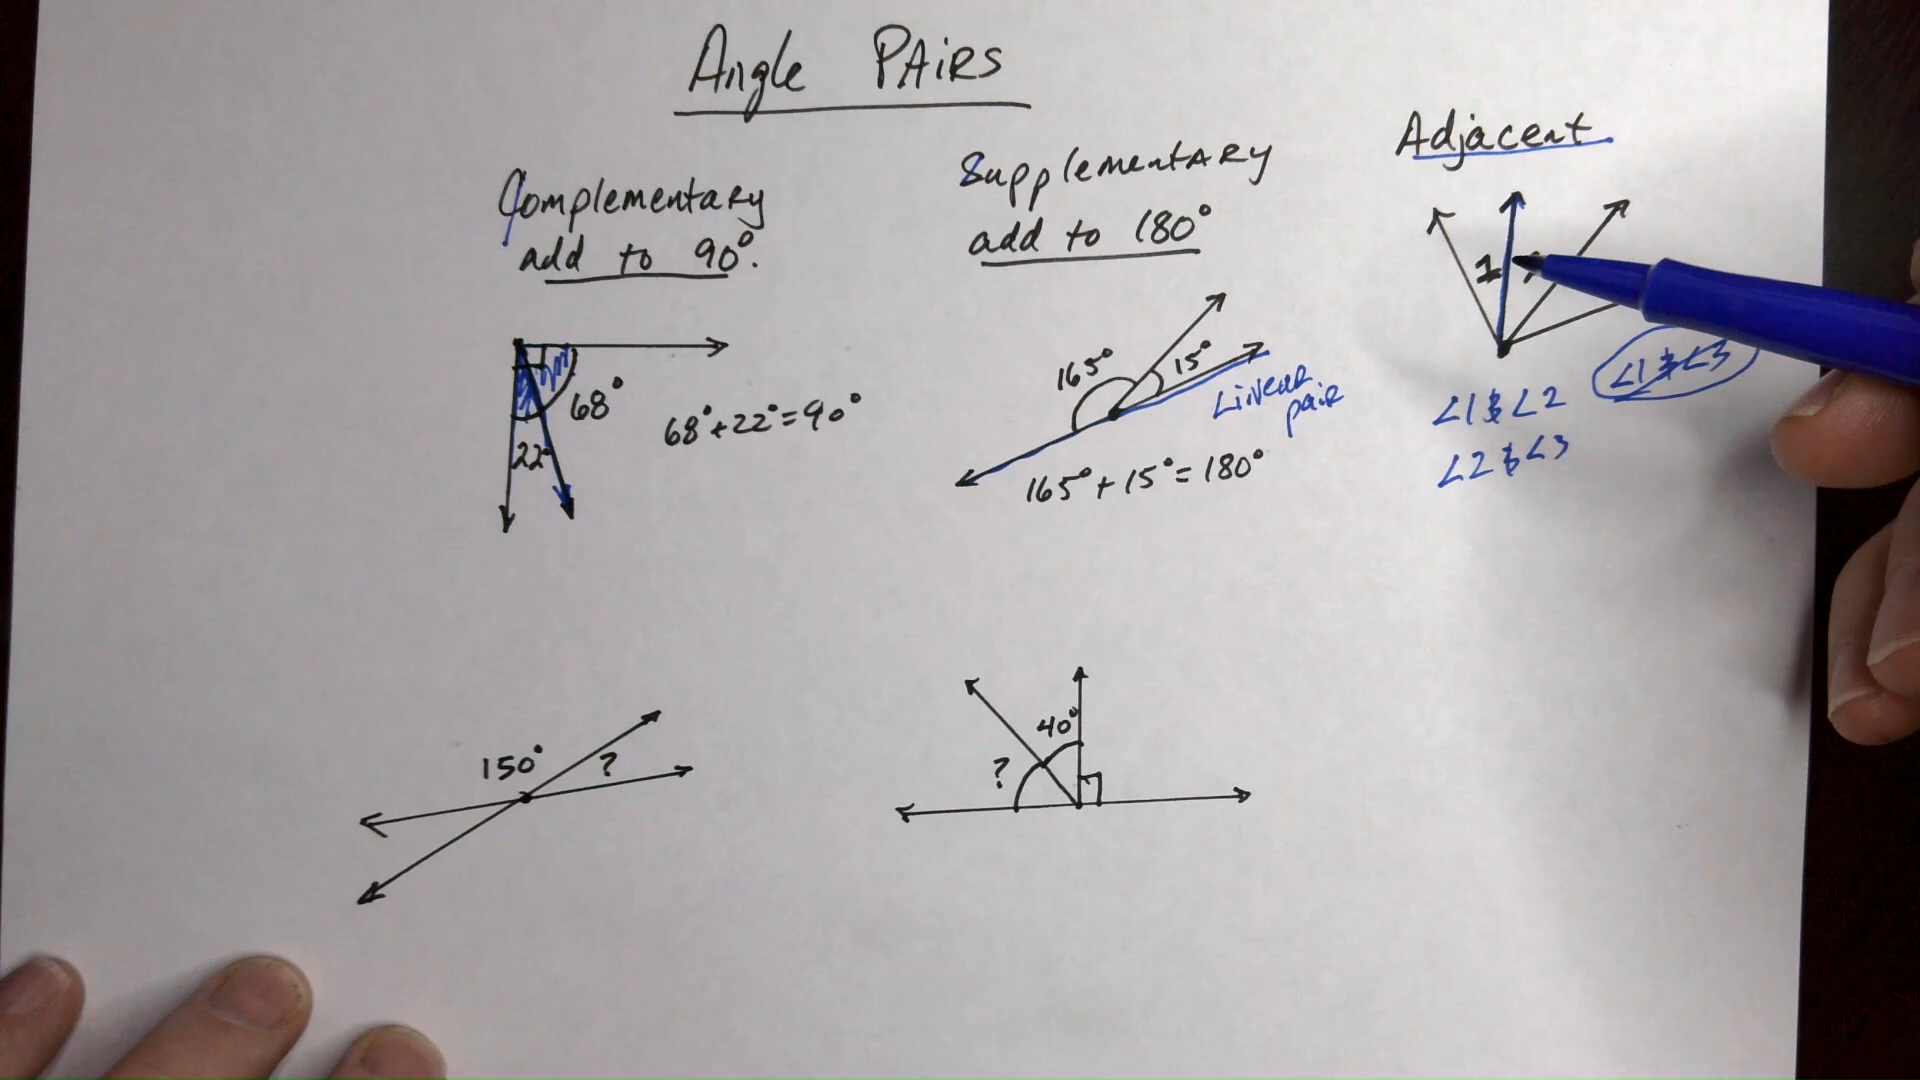 Angle PAiRS
Complementary
add to 90°.
68°
22°
68°+22°=90°
Supplementary
add to 180°
165°
15°
Linear
pair
165°+15°=180°
Adjacent
1
∠1 & ∠2
∠2 & ∠3
∠1 & ∠3
150°
?
40°
?